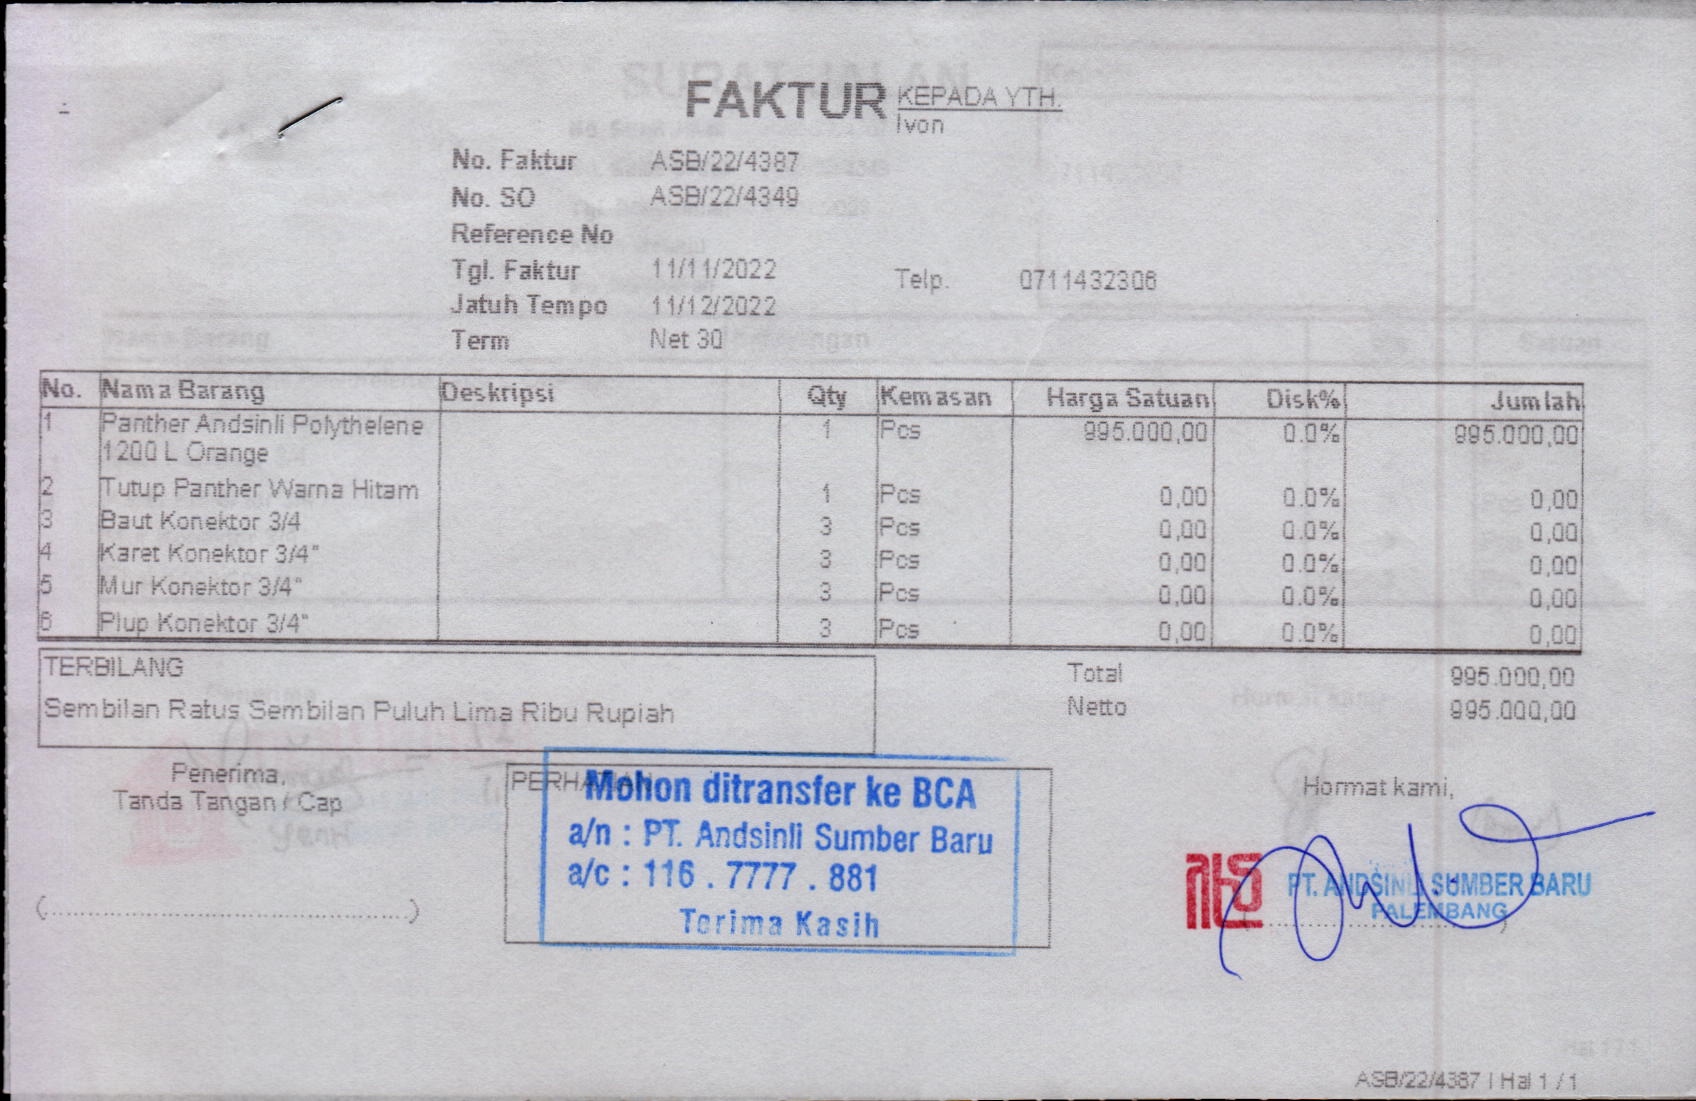 FAKTUR
KEPADA YTH.
Ivon
No. Faktur ASB/22/4387
No. SO ASB/22/4349
Reference No
Tgl. Faktur 11/11/2022
Telp. 0711432306
Jatuh Tempo 11/12/2022
Term Net 30
No. Nama Barang Deskripsi Qty Kemasan Harga Satuan Disk% Jumlah
1 Panther Andsinli Polythelene 1 Pcs 995.000,00 0.0% 995.000,00
1200 L Orange
2 Tutup Panther Warna Hitam 1 Pcs 0,00 0.0% 0,00
3 Baut Konektor 3/4 3 Pcs 0,00 0.0% 0,00
4 Karet Konektor 3/4" 3 Pcs 0,00 0.0% 0,00
5 Mur Konektor 3/4" 3 Pcs 0,00 0.0% 0,00
6 Plup Konektor 3/4" 3 Pcs 0,00 0.0% 0,00
TERBILANG
Sembilan Ratus Sembilan Puluh Lima Ribu Rupiah
Total 995.000,00
Netto 995.000,00
Penerima,
Tanda Tangan / Cap
(......................................)
Mohon ditransfer ke BCA
a/n : PT. Andsinli Sumber Baru
a/c : 116 . 7777 . 881
Terima Kasih
Hormat kami,
PT. ANDSINLI SUMBER BARU
PALEMBANG
ASB/22/4387 | Hal 1 / 1